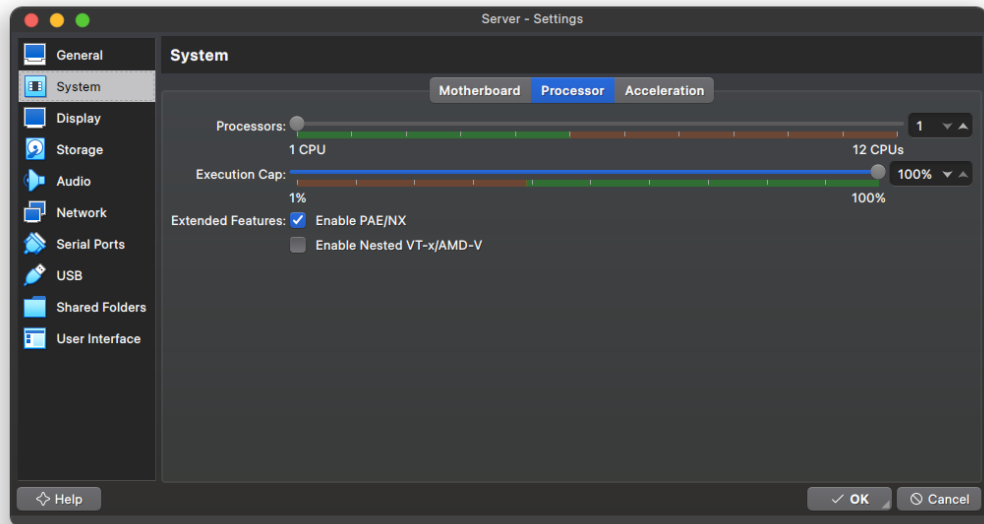 Server - Settings
General
System
Display
Storage
Audio
Network
Serial Ports
USB
Shared Folders
User Interface
System
Motherboard Processor Acceleration
Processors: 1
1 CPU 12 CPUs
Execution Cap: 100%
1% 100%
Extended Features: Enable PAE/NX
Enable Nested VT-x/AMD-V
Help OK Cancel